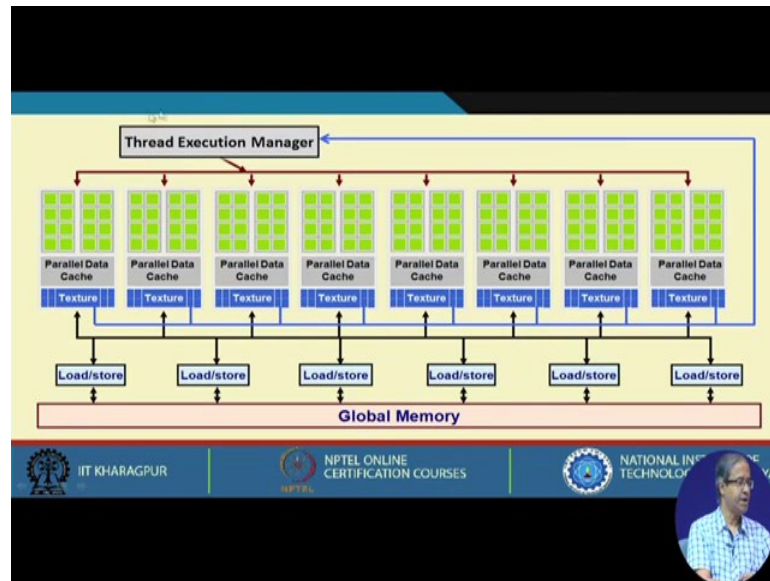 Thread Execution Manager
Parallel Data Cache
Parallel Data Cache
Parallel Data Cache
Parallel Data Cache
Parallel Data Cache
Parallel Data Cache
Parallel Data Cache
Parallel Data Cache
Texture
Texture
Texture
Texture
Texture
Texture
Texture
Texture
Load/store
Load/store
Load/store
Load/store
Load/store
Load/store
Global Memory
IIT KHARAGPUR
NPTEL
NPTEL ONLINE
CERTIFICATION COURSES
NATIONAL
TECHNOLOG